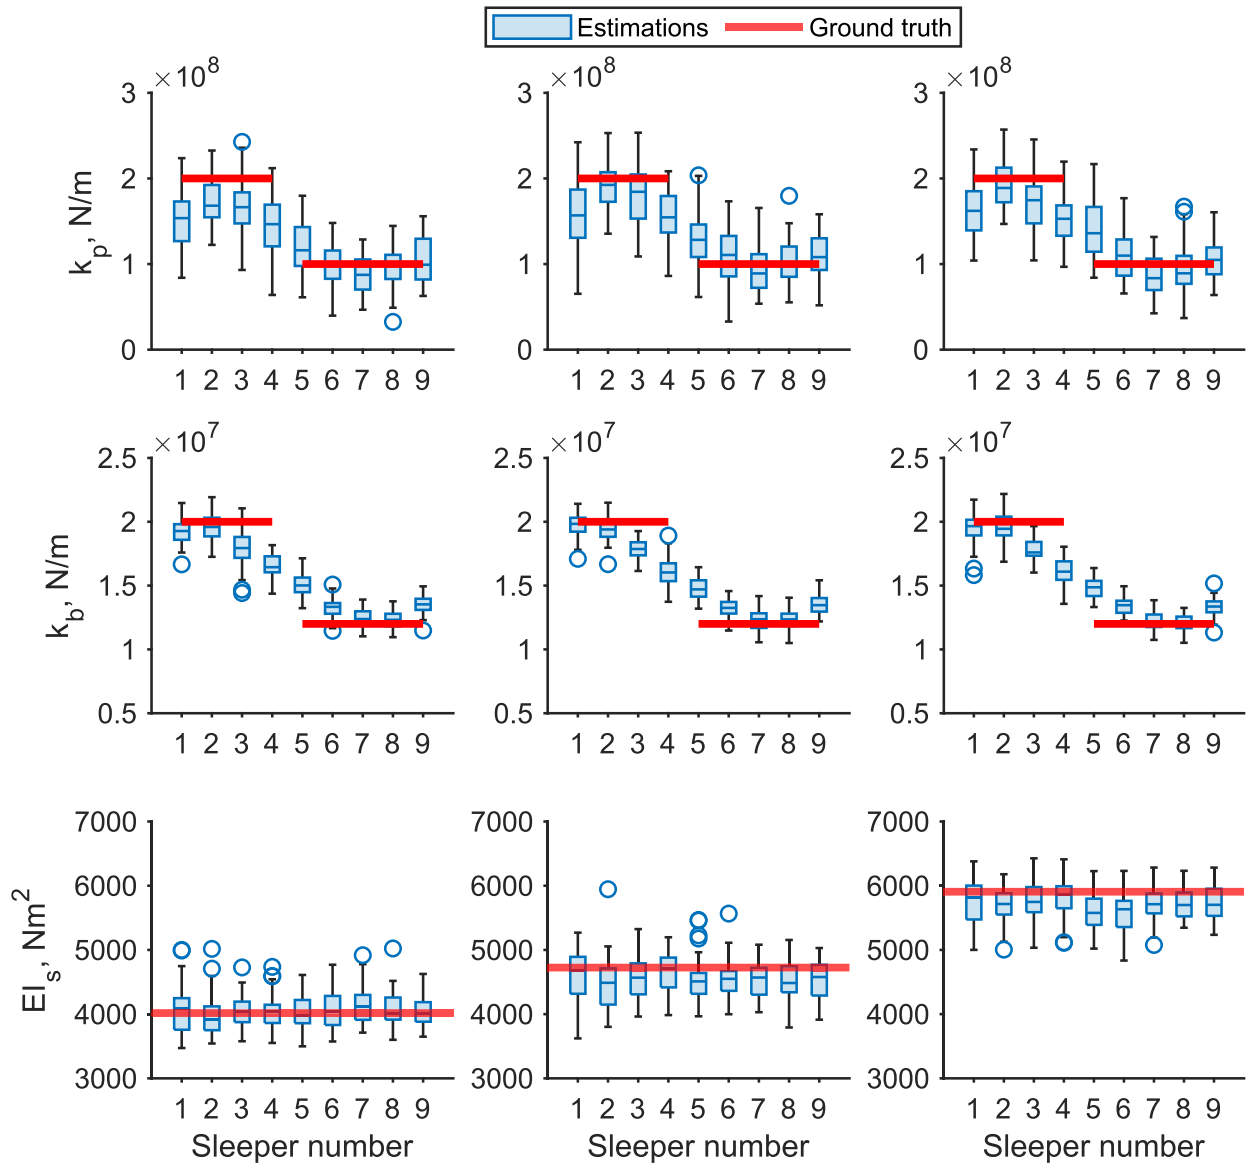 Estimations Ground truth
×10^8 ×10^8 ×10^8
k_p, N/m
3 3 3
2 2 2
1 1 1
0 0 0
1 2 3 4 5 6 7 8 9 1 2 3 4 5 6 7 8 9 1 2 3 4 5 6 7 8 9
×10^7 ×10^7 ×10^7
k_b, N/m
2.5 2.5 2.5
2 2 2
1.5 1.5 1.5
1 1 1
0.5 0.5 0.5
1 2 3 4 5 6 7 8 9 1 2 3 4 5 6 7 8 9 1 2 3 4 5 6 7 8 9
EI_s, Nm^2
7000 7000 7000
6000 6000 6000
5000 5000 5000
4000 4000 4000
3000 3000 3000
1 2 3 4 5 6 7 8 9 1 2 3 4 5 6 7 8 9 1 2 3 4 5 6 7 8 9
Sleeper number Sleeper number Sleeper number